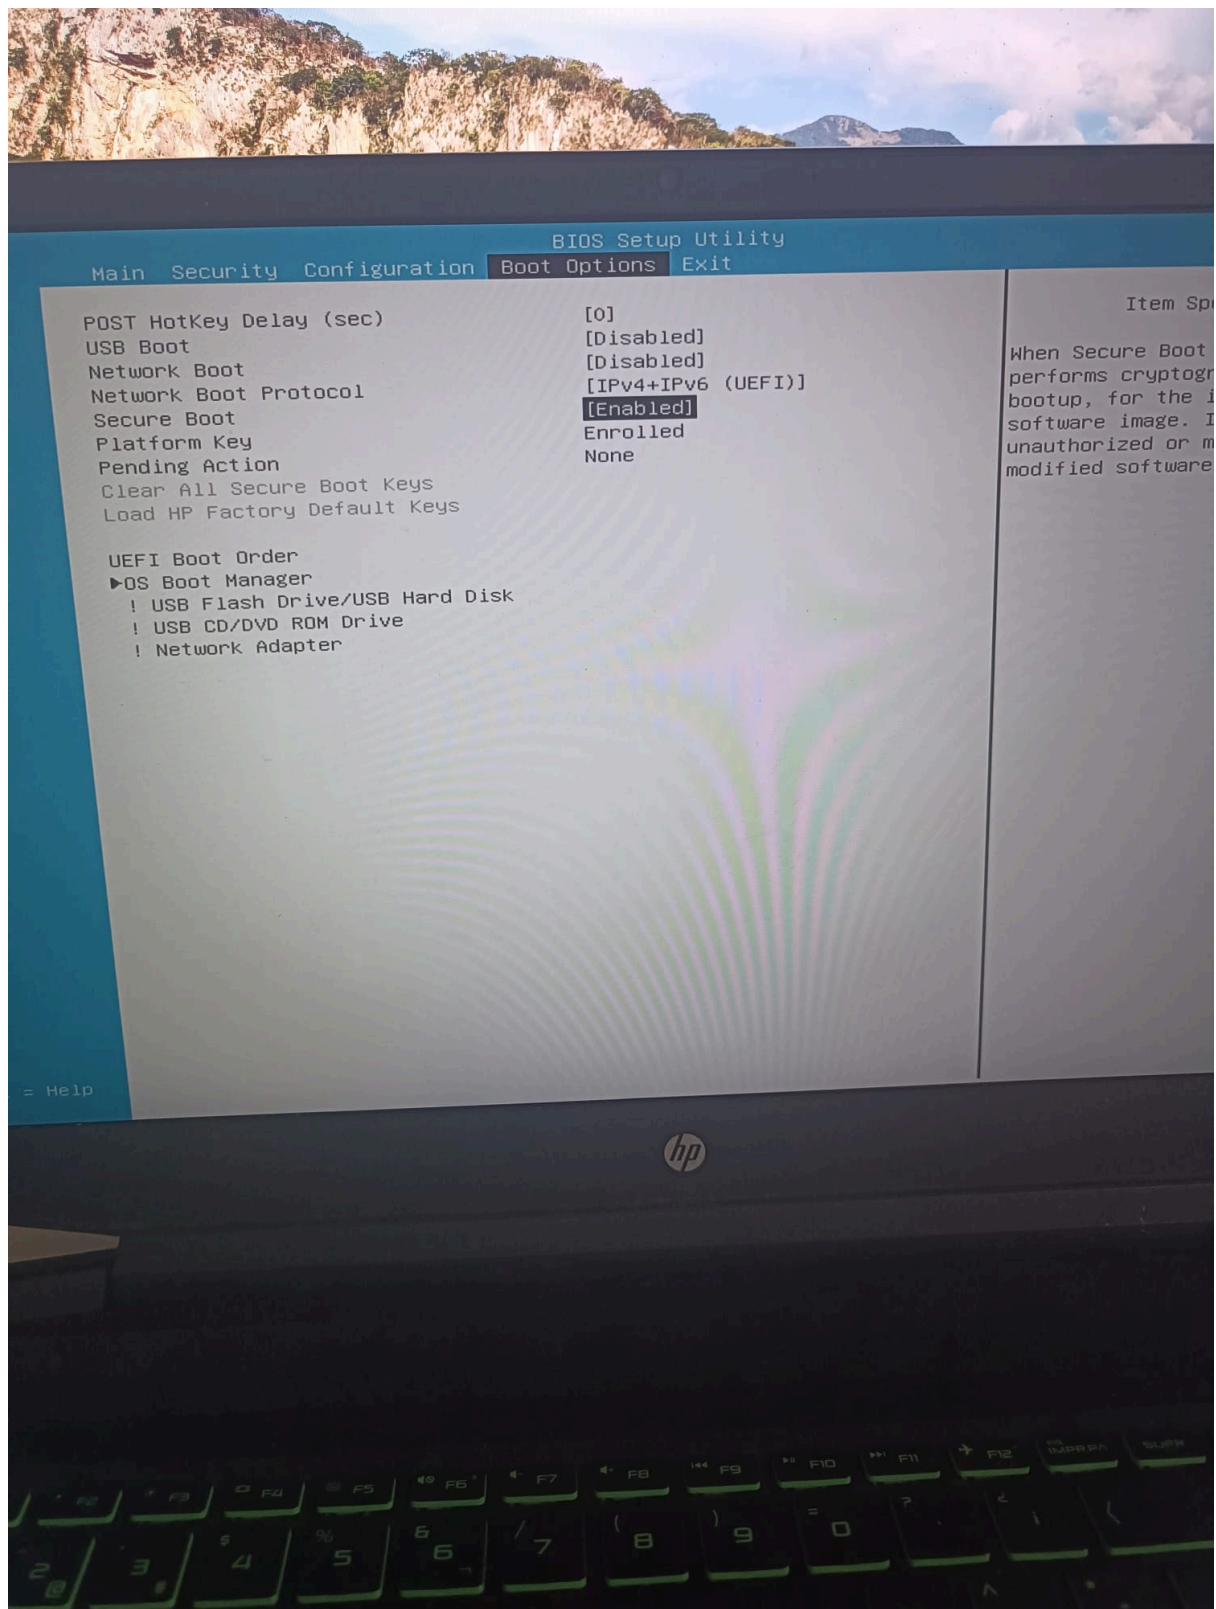 BIOS Setup Utility
Main Security Configuration Boot Options Exit
POST HotKey Delay (sec) [0]
USB Boot [Disabled]
Network Boot [Disabled]
Network Boot Protocol [IPv4+IPv6 (UEFI)]
Secure Boot [Enabled]
Platform Key Enrolled
Pending Action None
Clear All Secure Boot Keys
Load HP Factory Default Keys
UEFI Boot Order
▶OS Boot Manager
! USB Flash Drive/USB Hard Disk
! USB CD/DVD ROM Drive
! Network Adapter
Item
When Secure Boot
performs
bootup, for the
software image.
unauthorized or
modified software
= Help
hp
F2 F3 F4 F5 F6 F7 F8 F9 F10 F11 F12 IMPR PA SUPR
$ % & / ( ) = ? ¿
2 3 4 5 6 7 8 9 0 ' ¡
@ # ¬